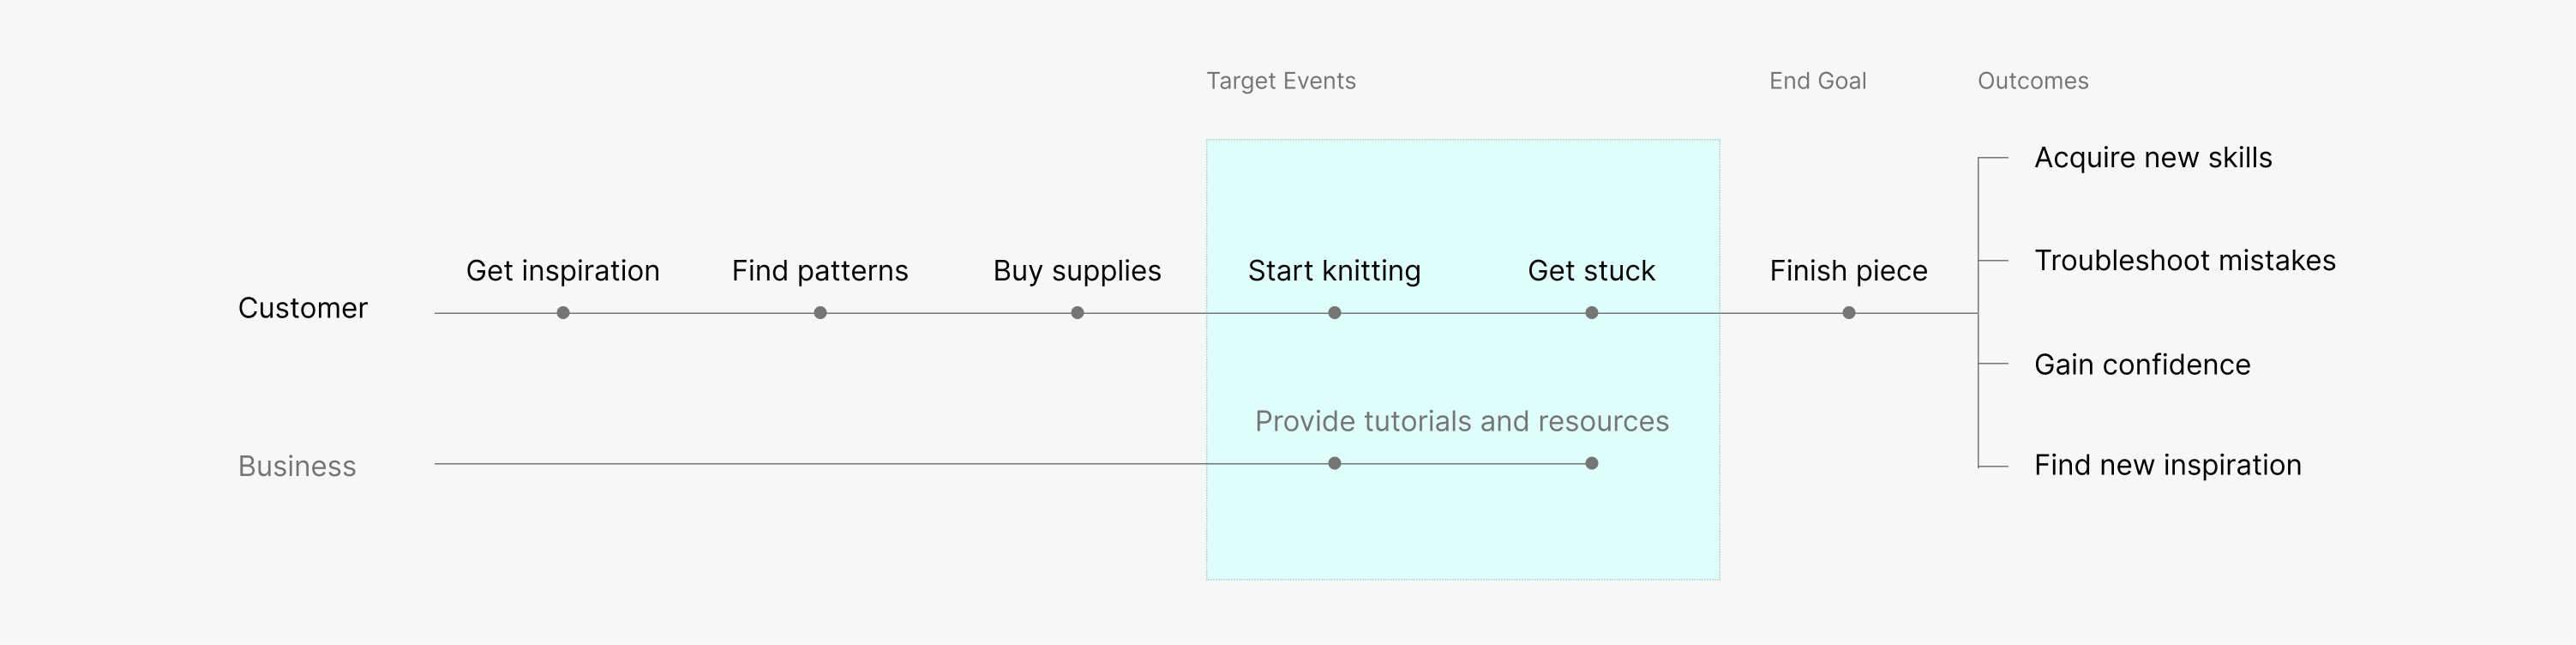 Target Events
End Goal
Outcomes
Acquire new skills
Troubleshoot mistakes
Get inspiration
Find patterns
Buy supplies
Start knitting
Get stuck
Finish piece
Customer
Gain confidence
Provide tutorials and resources
Business
Find new inspiration